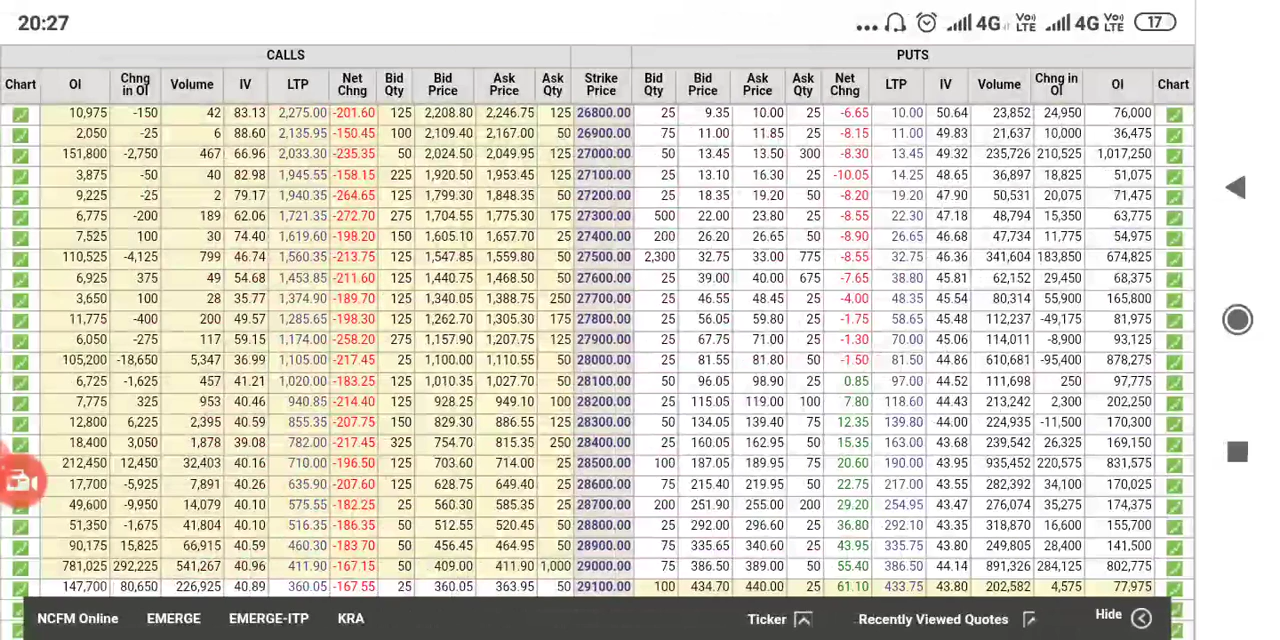 20:27 ... 4G Vo) LTE 4G Vo) LTE 17
CALLS PUTS
Chart OI Chng in OI Volume IV LTP Net Chng Bid Qty Bid Price Ask Price Ask Qty Strike Price Bid Qty Bid Price Ask Price Ask Qty Net Chng LTP IV Volume Chng in OI OI Chart
10,975 -150 42 83.13 2,275.00 -201.60 125 2,208.80 2,246.75 125 26800.00 25 9.35 10.00 25 -6.65 10.00 50.64 23,852 24,950 76,000
2,050 -25 6 88.60 2,135.95 -150.45 100 2,109.40 2,167.00 50 26900.00 75 11.00 11.85 25 -8.15 11.00 49.83 21,637 10,000 36,475
151,800 -2,750 467 66.96 2,033.30 -235.35 50 2,024.50 2,049.95 125 27000.00 50 13.45 13.50 300 -8.30 13.45 49.32 235,726 210,525 1,017,250
3,875 -50 40 82.98 1,945.55 -158.15 225 1,920.50 1,953.45 125 27100.00 25 13.10 16.30 25 -10.05 14.25 48.65 36,897 18,825 51,075
9,225 -25 2 79.17 1,940.35 -264.65 125 1,799.30 1,848.35 50 27200.00 25 18.35 19.20 50 -8.20 19.20 47.90 50,531 20,075 71,475
6,775 -200 189 62.06 1,721.35 -272.70 275 1,704.55 1,775.30 175 27300.00 500 22.00 23.80 25 -8.55 22.30 47.18 48,794 15,350 63,775
7,525 100 30 74.40 1,619.60 -198.20 150 1,605.10 1,657.70 25 27400.00 200 26.20 26.65 50 -8.90 26.65 46.68 47,734 11,775 54,975
110,525 -4,125 799 46.74 1,560.35 -213.75 125 1,547.85 1,559.80 50 27500.00 2,300 32.75 33.00 775 -8.55 32.75 46.36 341,604 183,850 674,825
6,925 375 49 54.68 1,453.85 -211.60 125 1,440.75 1,468.50 50 27600.00 25 39.00 40.00 675 -7.65 38.80 45.81 62,152 29,450 68,375
3,650 100 28 35.77 1,374.90 -189.70 125 1,340.05 1,388.75 250 27700.00 25 46.55 48.45 25 -4.00 48.35 45.54 80,314 55,900 165,800
11,775 -400 200 49.57 1,285.65 -198.30 125 1,262.70 1,305.30 175 27800.00 25 56.05 59.80 25 -1.75 58.65 45.48 112,237 -49,175 81,975
6,050 -275 117 59.15 1,174.00 -258.20 275 1,157.90 1,207.75 125 27900.00 25 67.75 71.00 25 -1.30 70.00 45.06 114,011 -8,900 93,125
105,200 -18,650 5,347 36.99 1,105.00 -217.45 25 1,100.00 1,110.55 50 28000.00 25 81.55 81.80 50 -1.50 81.50 44.86 610,681 -95,400 878,275
6,725 -1,625 457 41.21 1,020.00 -183.25 125 1,010.35 1,027.70 50 28100.00 50 96.05 98.90 25 0.85 97.00 44.52 111,698 250 97,775
7,775 325 953 40.46 940.85 -214.40 125 928.25 949.10 100 28200.00 25 115.05 119.00 100 7.80 118.60 44.43 213,242 2,300 202,250
12,800 6,225 2,395 40.59 855.35 -207.75 150 829.30 886.55 125 28300.00 50 134.05 139.40 75 12.35 139.80 44.00 224,935 -11,500 170,300
18,400 3,050 1,878 39.08 782.00 -217.45 325 754.70 815.35 250 28400.00 25 160.05 162.95 50 15.35 163.00 43.68 239,542 26,325 169,150
212,450 12,450 32,403 40.16 710.00 -196.50 125 703.60 714.00 25 28500.00 100 187.05 189.95 75 20.60 190.00 43.95 935,452 220,575 831,575
17,700 -5,925 7,891 40.26 635.90 -207.60 125 628.75 649.40 25 28600.00 75 215.40 219.95 50 22.75 217.00 43.55 282,392 34,100 170,025
49,600 -9,950 14,079 40.10 575.55 -182.25 25 560.30 585.35 25 28700.00 200 251.90 255.00 200 29.20 254.95 43.47 276,074 35,275 174,375
51,350 -1,675 41,804 40.10 516.35 -186.35 50 512.55 520.45 50 28800.00 25 292.00 296.60 25 36.80 292.10 43.35 318,870 16,600 155,700
90,175 15,825 66,915 40.59 460.30 -183.70 50 456.45 464.95 50 28900.00 75 335.65 340.60 25 43.95 335.75 43.80 249,805 28,400 141,500
781,025 292,225 541,267 40.96 411.90 -167.15 50 409.00 411.90 1,000 29000.00 75 386.50 389.00 50 55.40 386.50 44.14 891,326 284,125 802,775
147,700 80,650 226,925 40.89 360.05 -167.55 25 360.05 363.95 50 29100.00 100 434.70 440.00 25 61.10 433.75 43.80 202,582 4,575 77,975
NCFM Online EMERGE EMERGE-ITP KRA Ticker Recently Viewed Quotes Hide